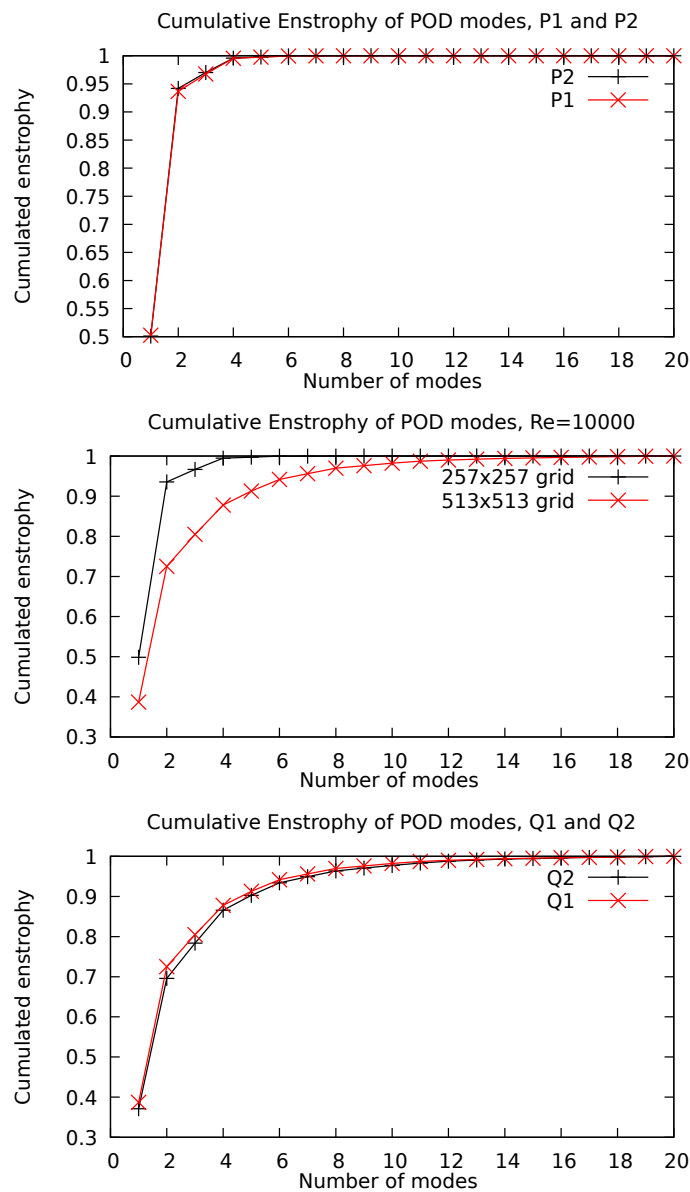 Cumulative Enstrophy of POD modes, P1 and P2
1
0.95
0.9
0.85
0.8
0.75
0.7
0.65
0.6
0.55
0.5
Cumulated enstrophy
P2
P1
0 2 4 6 8 10 12 14 16 18 20
Number of modes
Cumulative Enstrophy of POD modes, Re=10000
1
0.9
0.8
0.7
0.6
0.5
0.4
0.3
Cumulated enstrophy
257x257 grid
513x513 grid
0 2 4 6 8 10 12 14 16 18 20
Number of modes
Cumulative Enstrophy of POD modes, Q1 and Q2
1
0.9
0.8
0.7
0.6
0.5
0.4
0.3
Cumulated enstrophy
Q2
Q1
0 2 4 6 8 10 12 14 16 18 20
Number of modes